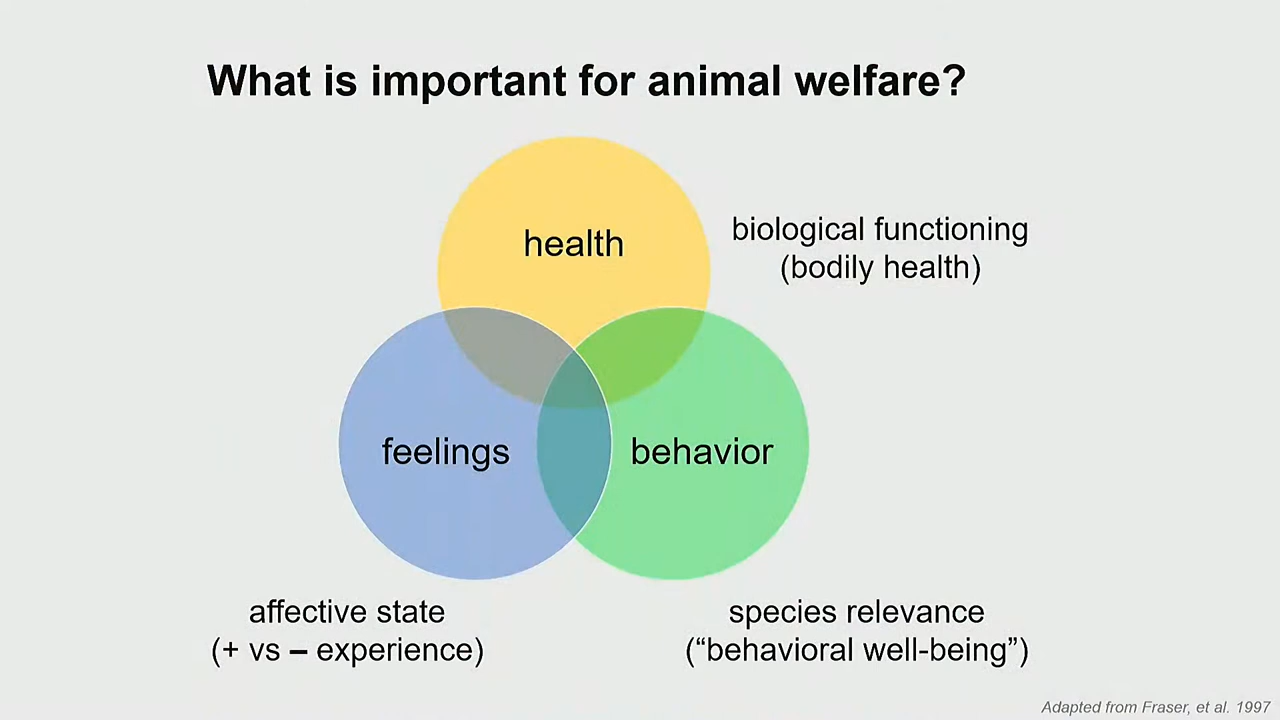 What is important for animal welfare?
health
biological functioning
(bodily health)
feelings
behavior
affective state
(+ vs – experience)
species relevance
(“behavioral well-being”)
Adapted from Fraser, et al. 1997